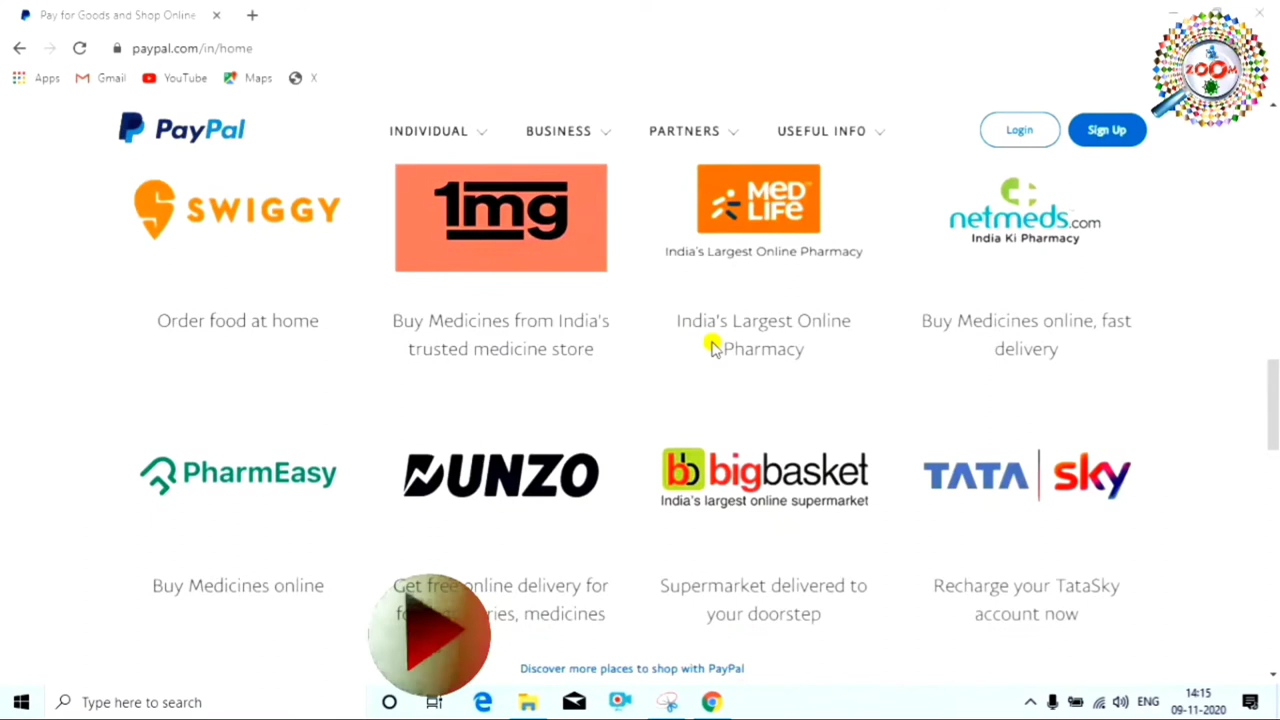 Pay for Goods and Shop Online
paypal.com/in/home
Apps Gmail YouTube Maps X
ZOOM
PayPal INDIVIDUAL BUSINESS PARTNERS USEFUL INFO Login Sign Up
SWIGGY
1mg
MED
LIFE
India's Largest Online Pharmacy
netmeds.com
India Ki Pharmacy
Order food at home
Buy Medicines from India's
trusted medicine store
India's Largest Online
Pharmacy
Buy Medicines online, fast
delivery
PharmEasy
DUNZO
bb bigbasket
India's largest online supermarket
TATA sky
Buy Medicines online
Get free online delivery for
medicines
Supermarket delivered to
your doorstep
Recharge your TataSky
account now
Discover more places to shop with PayPal
Type here to search
ENG
14:15
09-11-2020